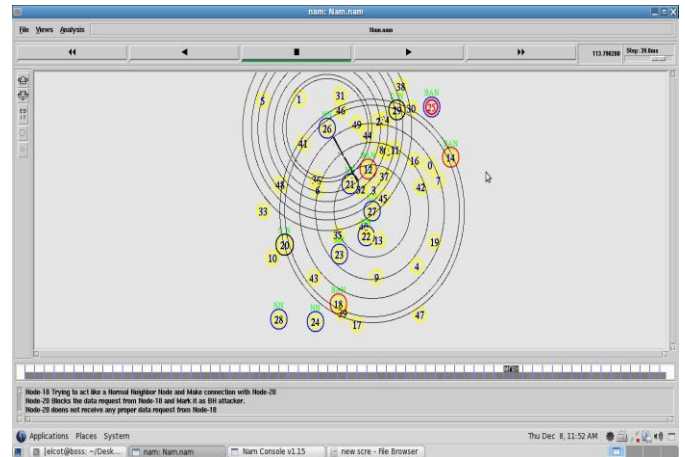 nam: Nam.nam
File Views Analysis Nam.nam
113.798280 Step: 39.8ms
38
BAN
5 1 31 29 30 25
46
26 49
44
41 8 11 BAN
14
16 0
12
36 21 37 7
48 6 32 3 42
45
33 27
35 22 13
20 19
23
10 4
43 9
BAN
18
NN NN
28 24 17 47
Node-18 Trying to act like a Normal Neighbor Node and Make connection with Node-20
Node-20 Blocks the data request from Node-18 and Mark it as BH attacker.
Node-20 doens not receive any proper data request from Node-18
Applications Places System Thu Dec 8, 11:52 AM
[elcot@boss: ~/Desk... nam: Nam.nam Nam Console v1.15 new scre - File Browser